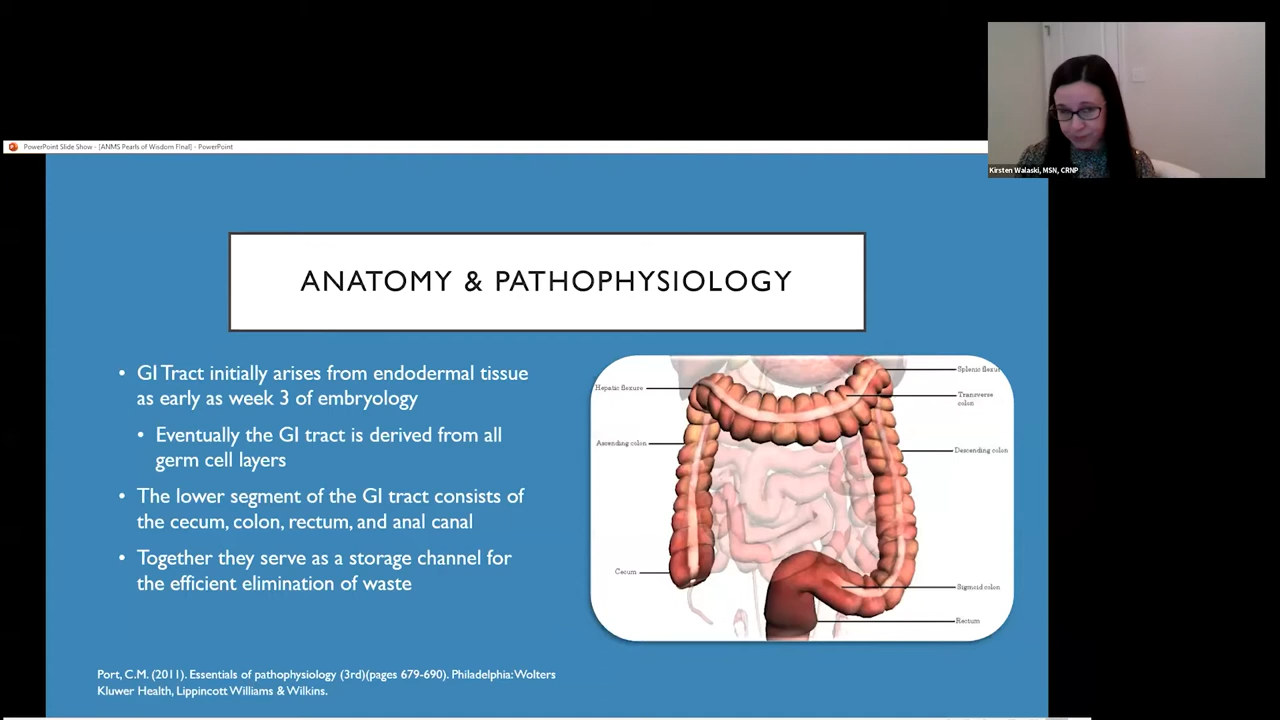 Kirsten Walaski, MSN, CRNP
PowerPoint Slide Show - [ANMS Pearls of Wisdom Final] - PowerPoint
ANATOMY & PATHOPHYSIOLOGY
• GI Tract initially arises from endodermal tissue
as early as week 3 of embryology
• Eventually the GI tract is derived from all
germ cell layers
• The lower segment of the GI tract consists of
the cecum, colon, rectum, and anal canal
• Together they serve as a storage channel for
the efficient elimination of waste
Hepatic flexure
Ascending colon
Cecum
Splenic flexure
Transverse
colon
Descending colon
Sigmoid colon
Rectum
Port, C.M. (2011). Essentials of pathophysiology (3rd)(pages 679-690). Philadelphia: Wolters
Kluwer Health, Lippincott Williams & Wilkins.